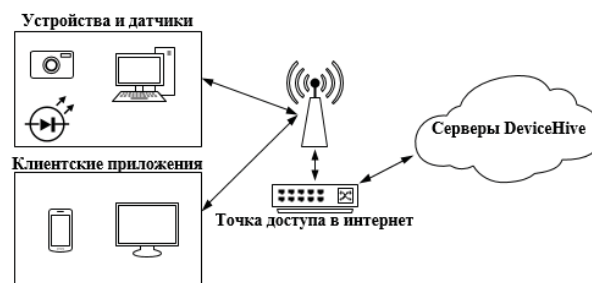 Устройства и датчики
Серверы DeviceHive
Клиентские приложения
Точка доступа в интернет